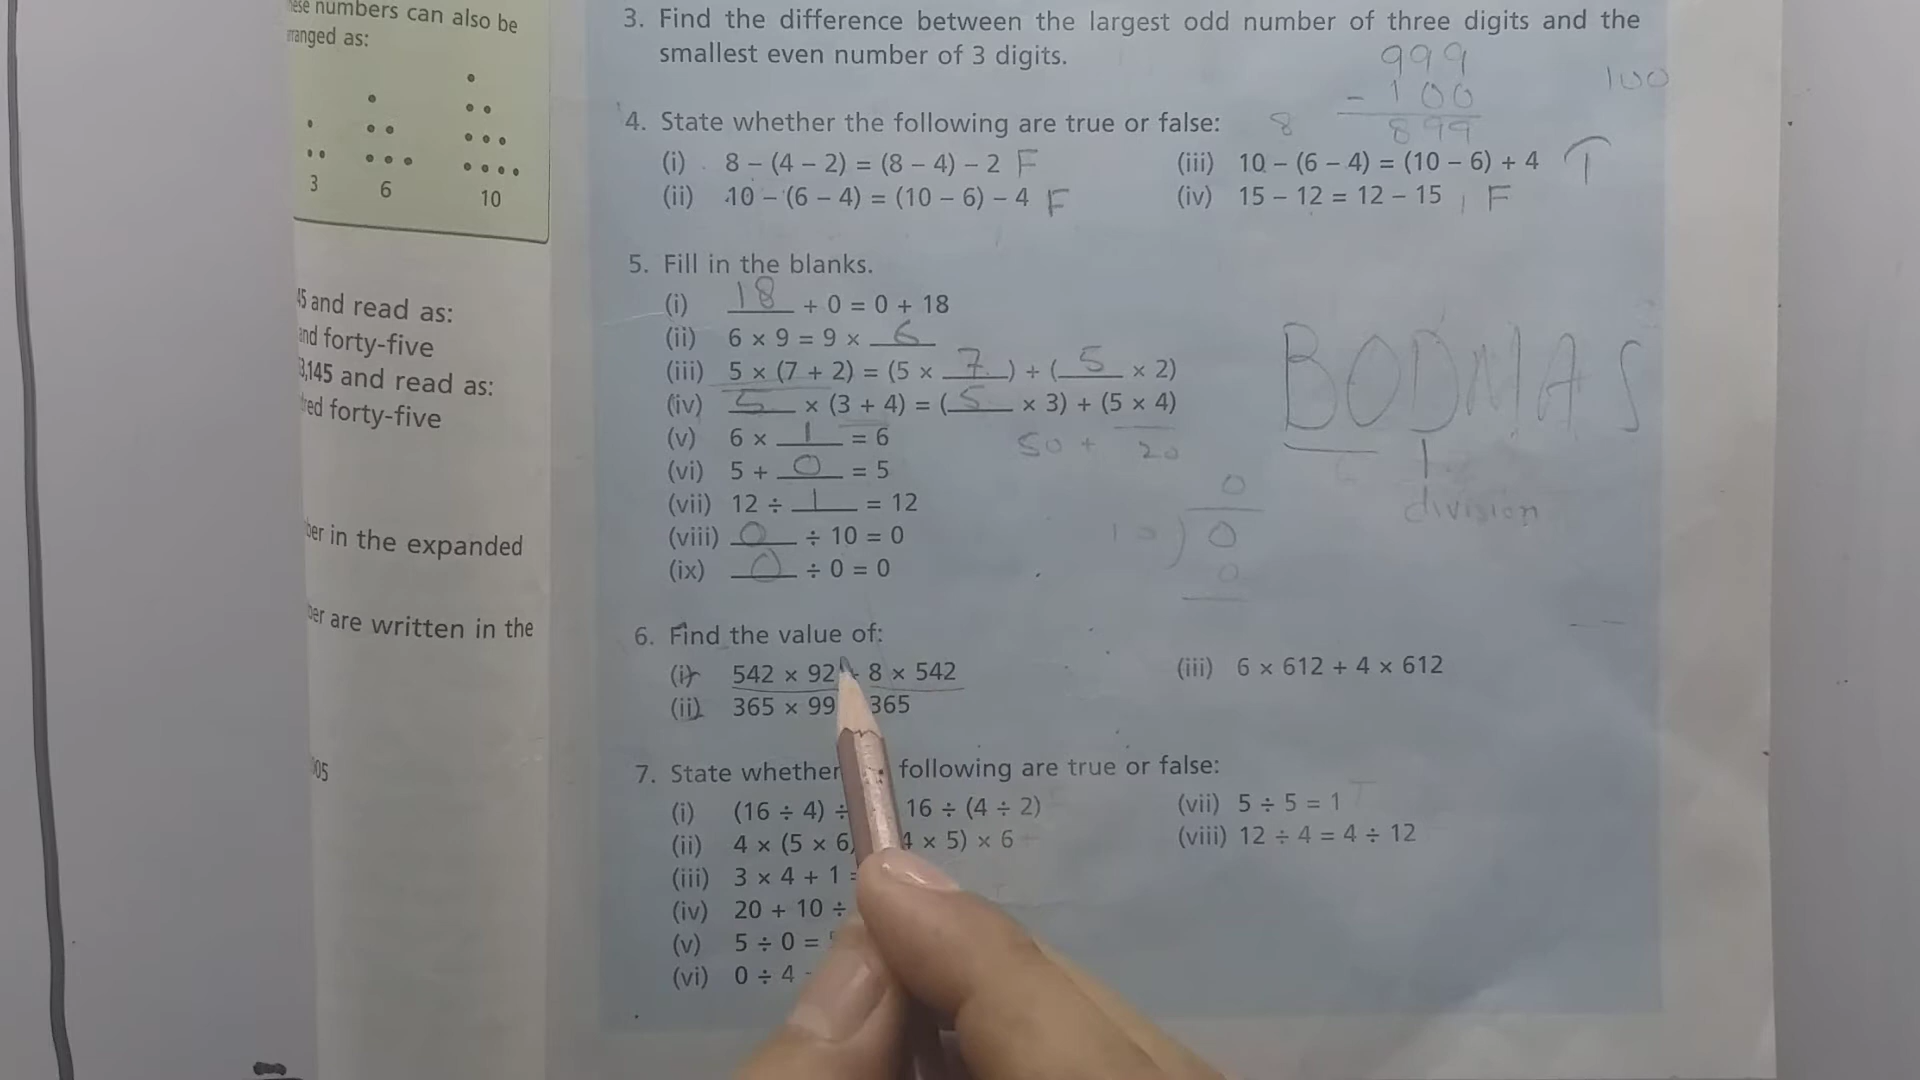 numbers can also be
arranged as:
3
6
10
45 and read as:
and forty-five
3,145 and read as:
forty-five
in the expanded
are written in the
005
3. Find the difference between the largest odd number of three digits and the
smallest even number of 3 digits.
999
- 100
899
100
4. State whether the following are true or false:
8
(i) 8 – (4 – 2) = (8 – 4) – 2 F
(iii) 10 – (6 – 4) = (10 – 6) + 4 T
(ii) 10 – (6 – 4) = (10 – 6) – 4 F
(iv) 15 – 12 = 12 – 15 F
5. Fill in the blanks.
(i) 18 + 0 = 0 + 18
(ii) 6 × 9 = 9 × 6
(iii) 5 × (7 + 2) = (5 × 7) + (5 × 2)
(iv) 5 × (3 + 4) = (5 × 3) + (5 × 4)
50 + 20
(v) 6 × 1 = 6
(vi) 5 + 0 = 5
(vii) 12 ÷ 1 = 12
(viii) 0 ÷ 10 = 0
(ix) 0 ÷ 0 = 0
BODMAS
division
0
10) 0
0
6. Find the value of:
(i) 542 × 92 8 × 542
(iii) 6 × 612 + 4 × 612
(ii) 365 × 99 365
7. State whether following are true or false:
(i) (16 ÷ 4) ÷ 16 ÷ (4 ÷ 2)
(vii) 5 ÷ 5 = 1 T
(ii) 4 × (5 × 6 4 × 5) × 6
(viii) 12 ÷ 4 = 4 ÷ 12
(iii) 3 × 4 + 1 =
(iv) 20 + 10 ÷
(v) 5 ÷ 0 =
(vi) 0 ÷ 4